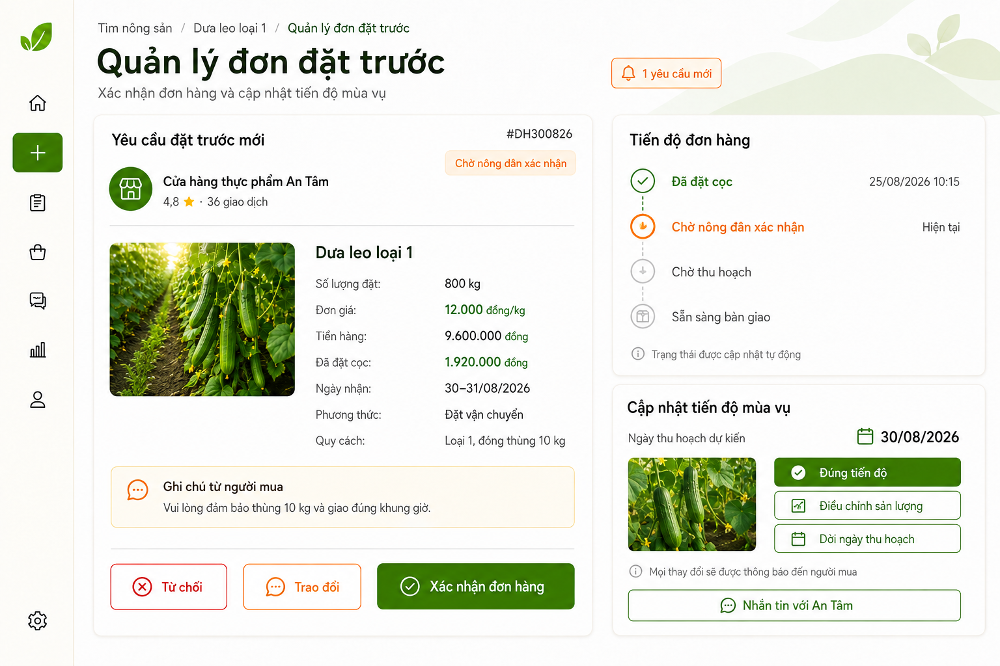 Tìm nông sản / Dưa leo loại 1 / Quản lý đơn đặt trước
Quản lý đơn đặt trước
Xác nhận đơn hàng và cập nhật tiến độ mùa vụ
1 yêu cầu mới
Yêu cầu đặt trước mới
#DH300826
Chờ nông dân xác nhận
Cửa hàng thực phẩm An Tâm
4,8 · 36 giao dịch
Dưa leo loại 1
Số lượng đặt: 800 kg
Đơn giá: 12.000 đồng/kg
Tiền hàng: 9.600.000 đồng
Đã đặt cọc: 1.920.000 đồng
Ngày nhận: 30–31/08/2026
Phương thức: Đặt vận chuyển
Quy cách: Loại 1, đóng thùng 10 kg
Ghi chú từ người mua
Vui lòng đảm bảo thùng 10 kg và giao đúng khung giờ.
Từ chối
Trao đổi
Xác nhận đơn hàng
Tiến độ đơn hàng
Đã đặt cọc 25/08/2026 10:15
Chờ nông dân xác nhận Hiện tại
Chờ thu hoạch
Sẵn sàng bàn giao
Trạng thái được cập nhật tự động
Cập nhật tiến độ mùa vụ
Ngày thu hoạch dự kiến 30/08/2026
Đúng tiến độ
Điều chỉnh sản lượng
Dời ngày thu hoạch
Mọi thay đổi sẽ được thông báo đến người mua
Nhắn tin với An Tâm